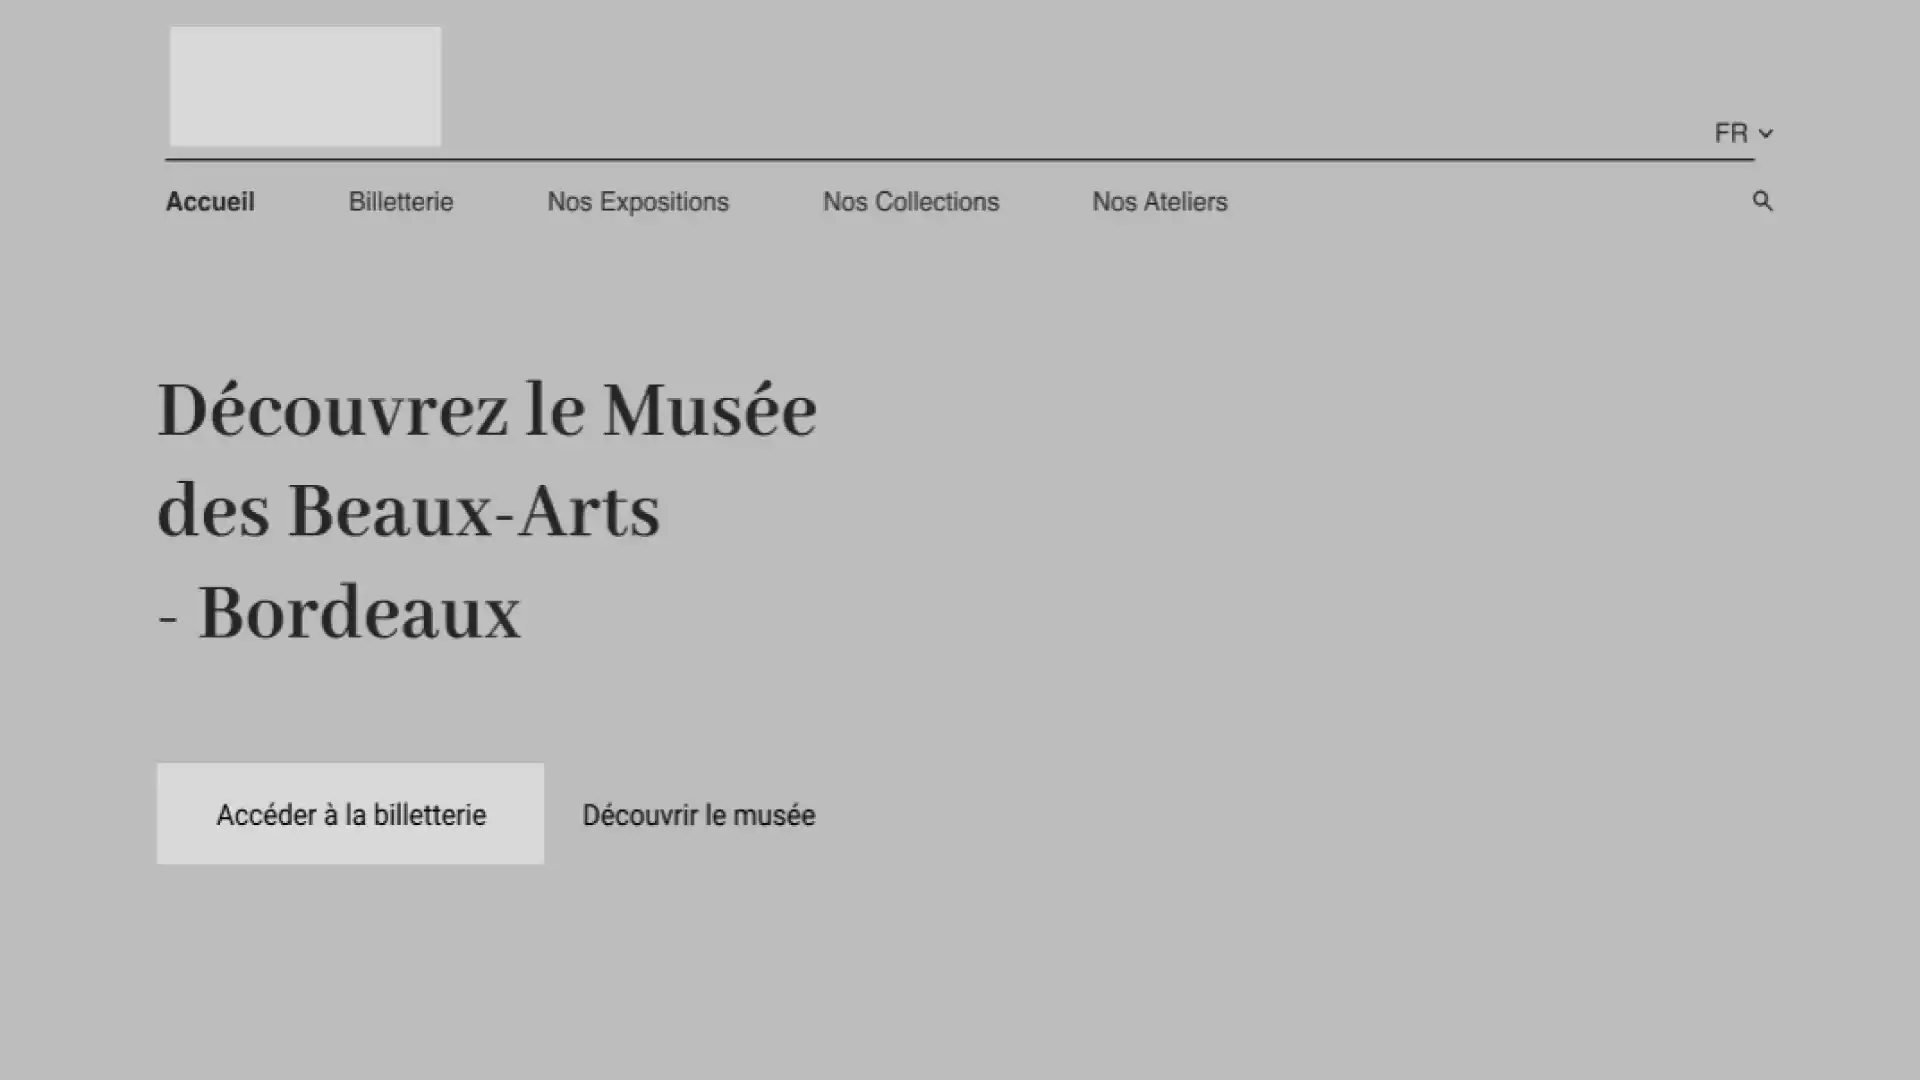 FR
Accueil Billetterie Nos Expositions Nos Collections Nos Ateliers
Découvrez le Musée
des Beaux-Arts
- Bordeaux
Accéder à la billetterie Découvrir le musée